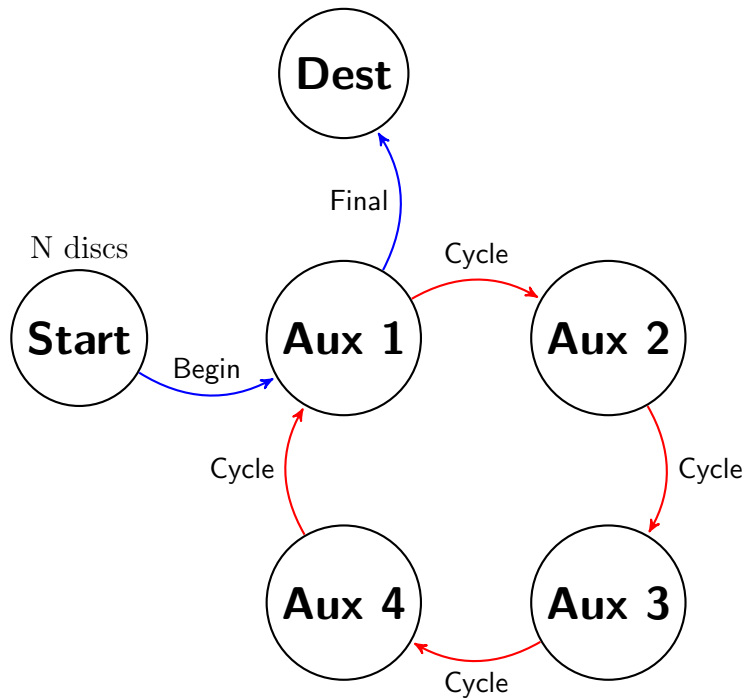 Dest
Final
N discs
Cycle
Start
Aux 1
Aux 2
Begin
Cycle
Cycle
Aux 4
Aux 3
Cycle